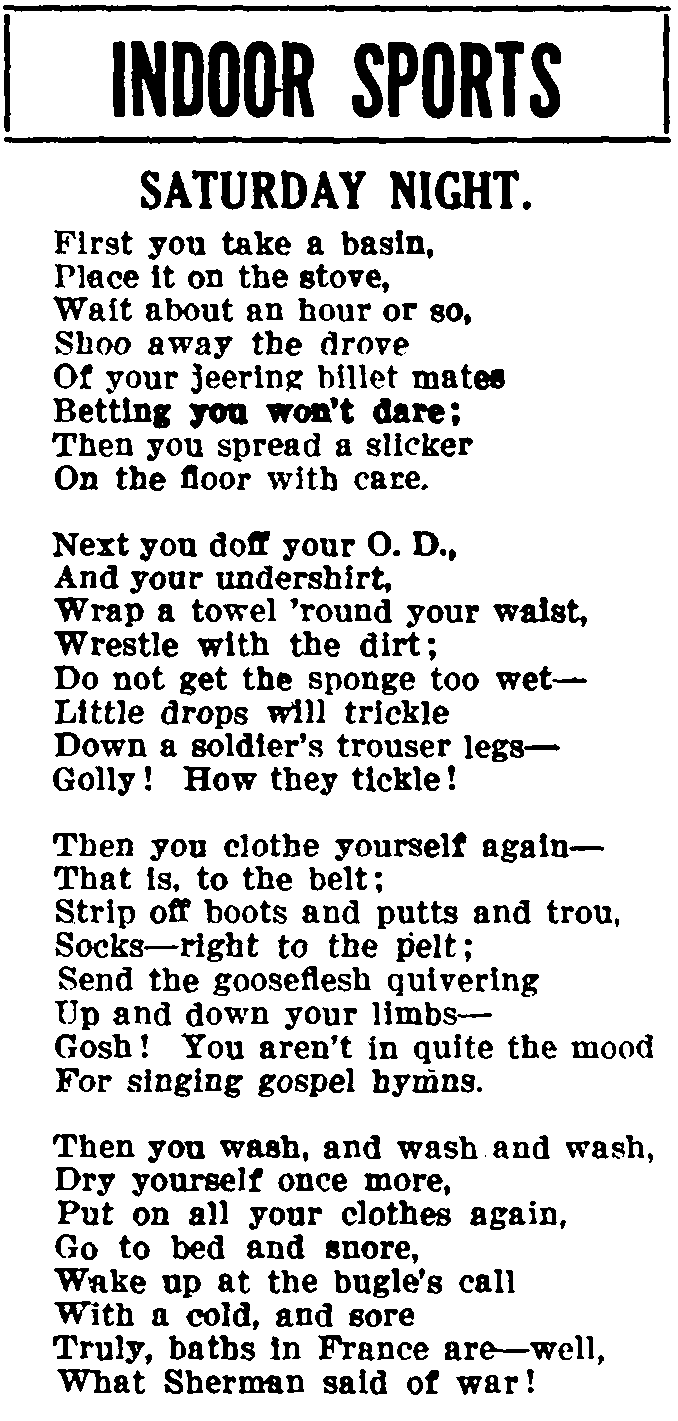 INDOOR SPORTS
SATURDAY NIGHT.
First you take a basin,
Place it on the stove,
Wait about an hour or so,
Shoo away the drove
Of your jeering billet mates
Betting you won't dare;
Then you spread a slicker
On the floor with care.
Next you doff your O. D.,
And your undershirt,
Wrap a towel 'round your waist,
Wrestle with the dirt;
Do not get the sponge too wet—
Little drops will trickle
Down a soldier's trouser legs—
Golly! How they tickle!
Then you clothe yourself again—
That is, to the belt;
Strip off boots and putts and trou,
Socks—right to the pelt;
Send the gooseflesh quivering
Up and down your limbs—
Gosh! You aren't in quite the mood
For singing gospel hymns.
Then you wash, and wash and wash,
Dry yourself once more,
Put on all your clothes again,
Go to bed and snore,
Wake up at the bugle's call
With a cold, and sore
Truly, baths in France are—well,
What Sherman said of war!